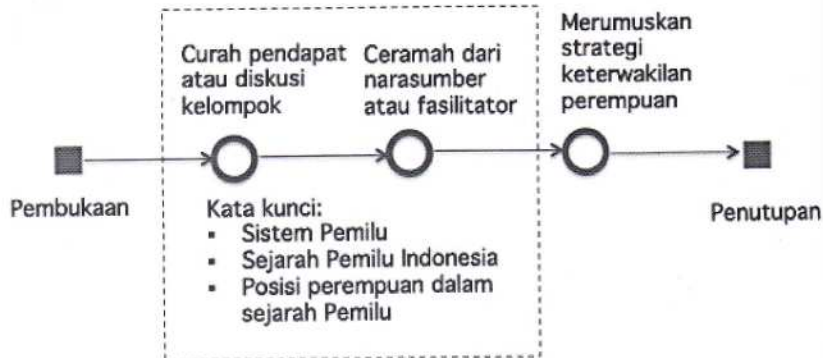 Curah pendapat
atau diskusi
kelompok
Ceramah dari
narasumber
atau fasilitator
Merumuskan
strategi
keterwakilan
perempuan
Pembukaan
Kata kunci:
▪ Sistem Pemilu
▪ Sejarah Pemilu Indonesia
▪ Posisi perempuan dalam
sejarah Pemilu
Penutupan